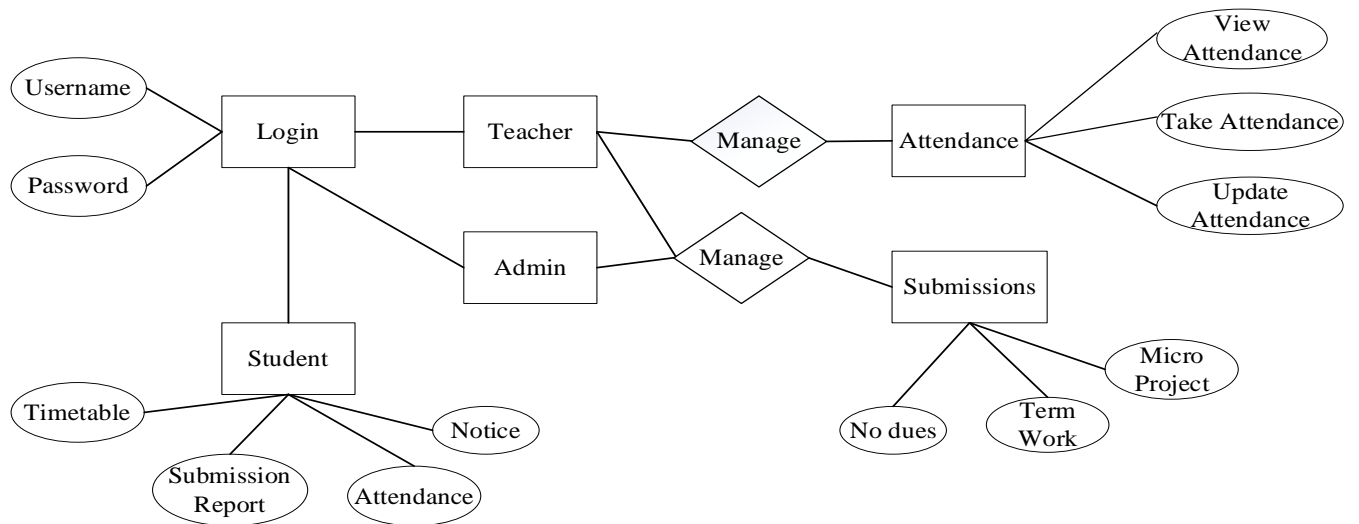 View
Attendance
Username
Login
Teacher
Manage
Attendance
Take Attendance
Password
Update
Attendance
Admin
Manage
Submissions
Student
Micro
Project
Timetable
Notice
No dues
Term
Work
Submission
Report
Attendance